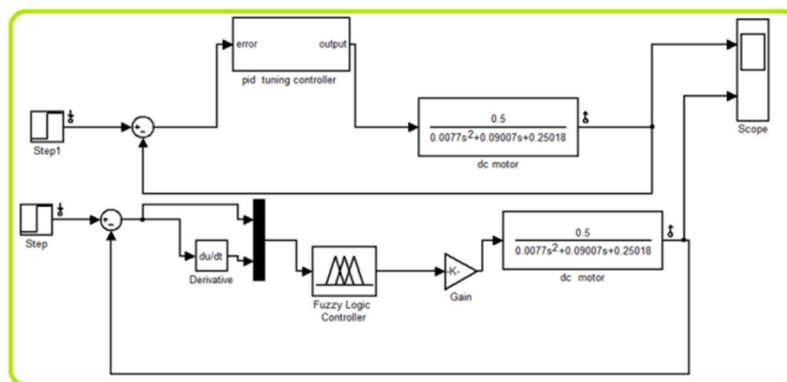 error
output
pid tuning controller
Step1
+
-
0.5
0.0077s²+0.09007s+0.25018
dc motor
Scope
Step
+
-
du/dt
Derivative
Fuzzy Logic
Controller
-K-
Gain
0.5
0.0077s²+0.09007s+0.25018
dc motor